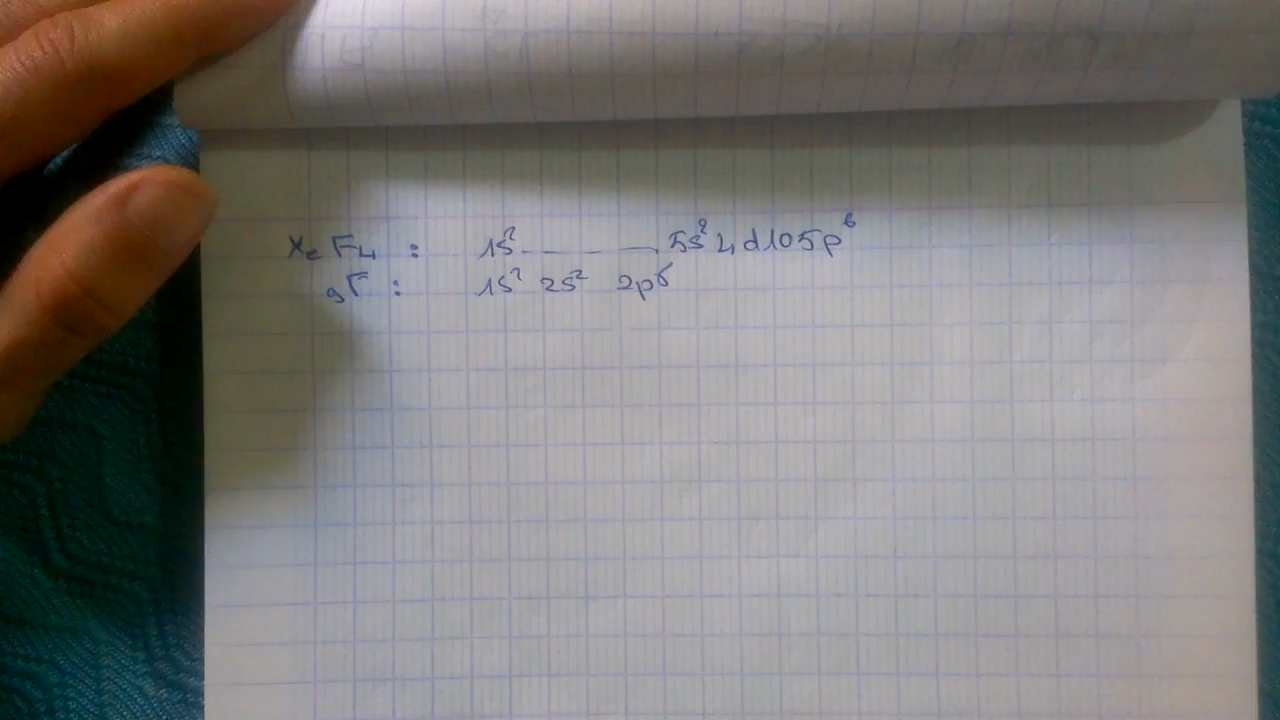 XeF4 : 1s² ——— 5s² 4d10 5p⁶
₉F : 1s² 2s² 2p6